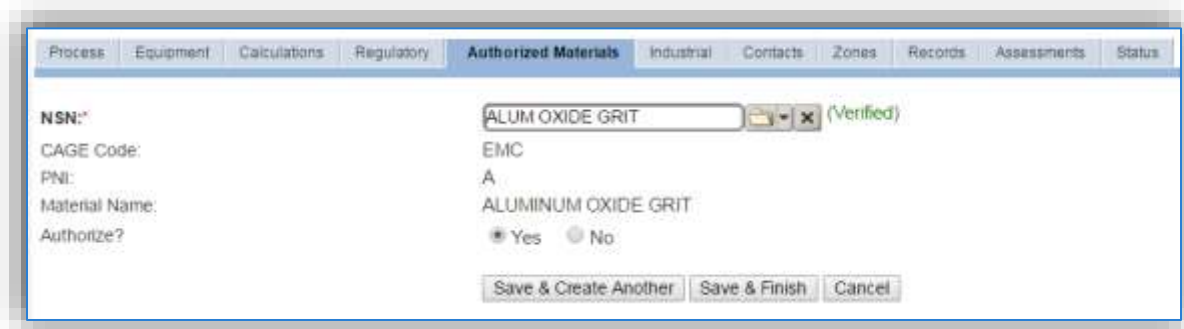 Process Equipment Calculations Regulatory Authorized Materials Industrial Contacts Zones Records Assessments Status
NSN:* ALUM OXIDE GRIT (Verified)
CAGE Code: EMC
PNI: A
Material Name: ALUMINUM OXIDE GRIT
Authorize? Yes No
Save & Create Another Save & Finish Cancel